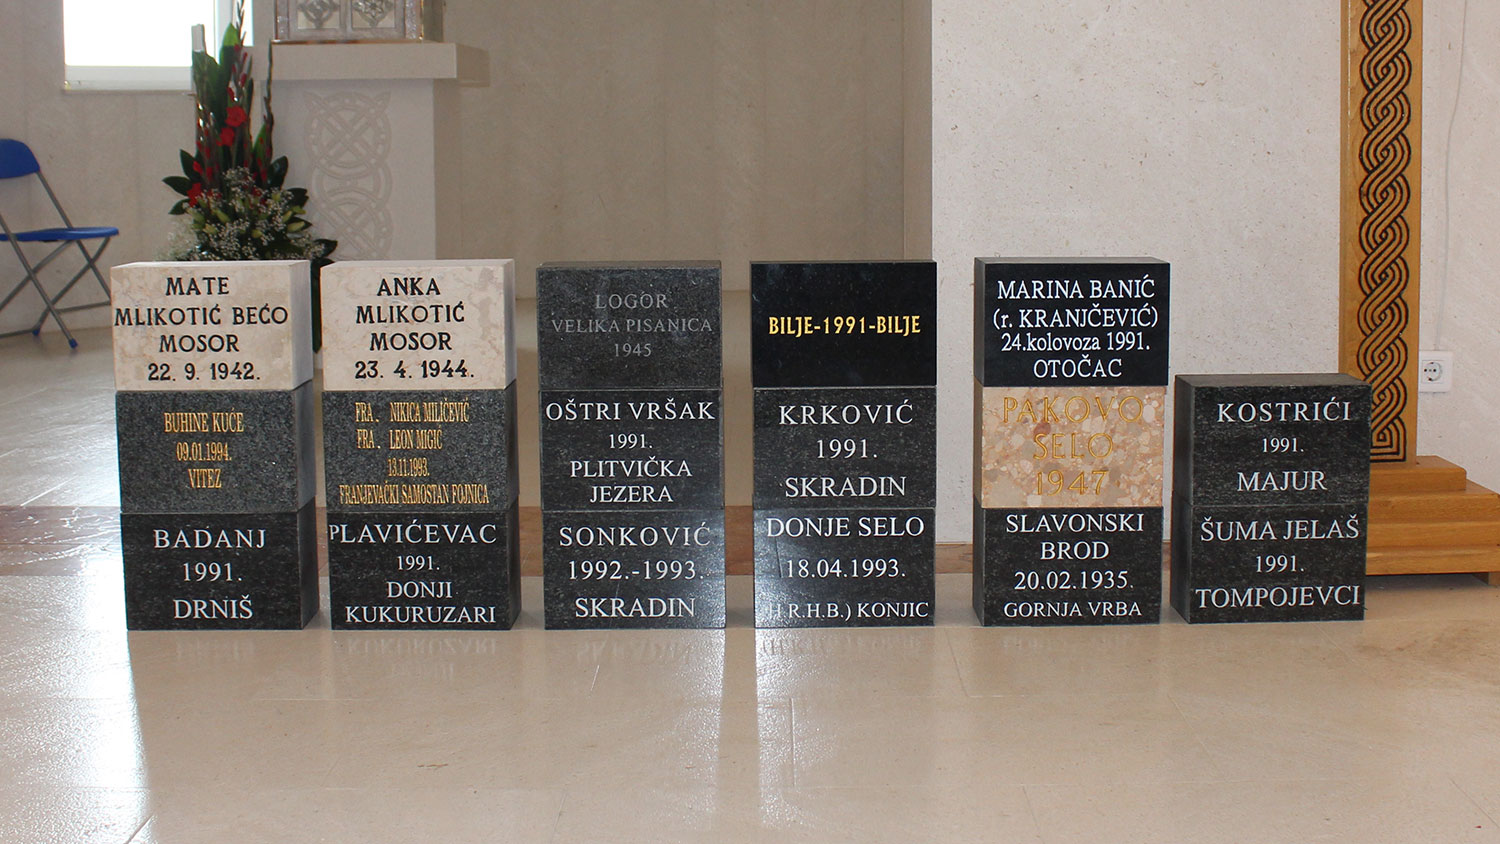 MATE
MLIKOTIĆ BEĆO
MOSOR
22. 9. 1942.
BUHINE KUĆE
09.01.1994.
VITEZ
BADANJ
1991.
DRNIŠ
ANKA
MLIKOTIĆ
MOSOR
23. 4. 1944.
FRA. NIKICA MILIČEVIĆ
FRA. LEON MIGIC
13.11.1993.
FRANJEVAČKI SAMOSTAN FOJNICA
PLAVIĆEVAC
1991.
DONJI
KUKURUZARI
LOGOR
VELIKA PISANICA
1945
OŠTRI VRŠAK
1991.
PLITVIČKA
JEZERA
SONKOVIĆ
1992.-1993.
SKRADIN
BILJE-1991-BILJE
KRKOVIĆ
1991.
SKRADIN
DONJE SELO
18.04.1993.
(H.R.H.B.) KONJIC
MARINA BANIĆ
(r. KRANJČEVIĆ)
24.kolovoza 1991.
OTOČAC
PAKOVO
SELO
1947
SLAVONSKI
BROD
20.02.1935.
GORNJA VRBA
KOSTRIĆI
1991.
MAJUR
ŠUMA JELAŠ
1991.
TOMPOJEVCI